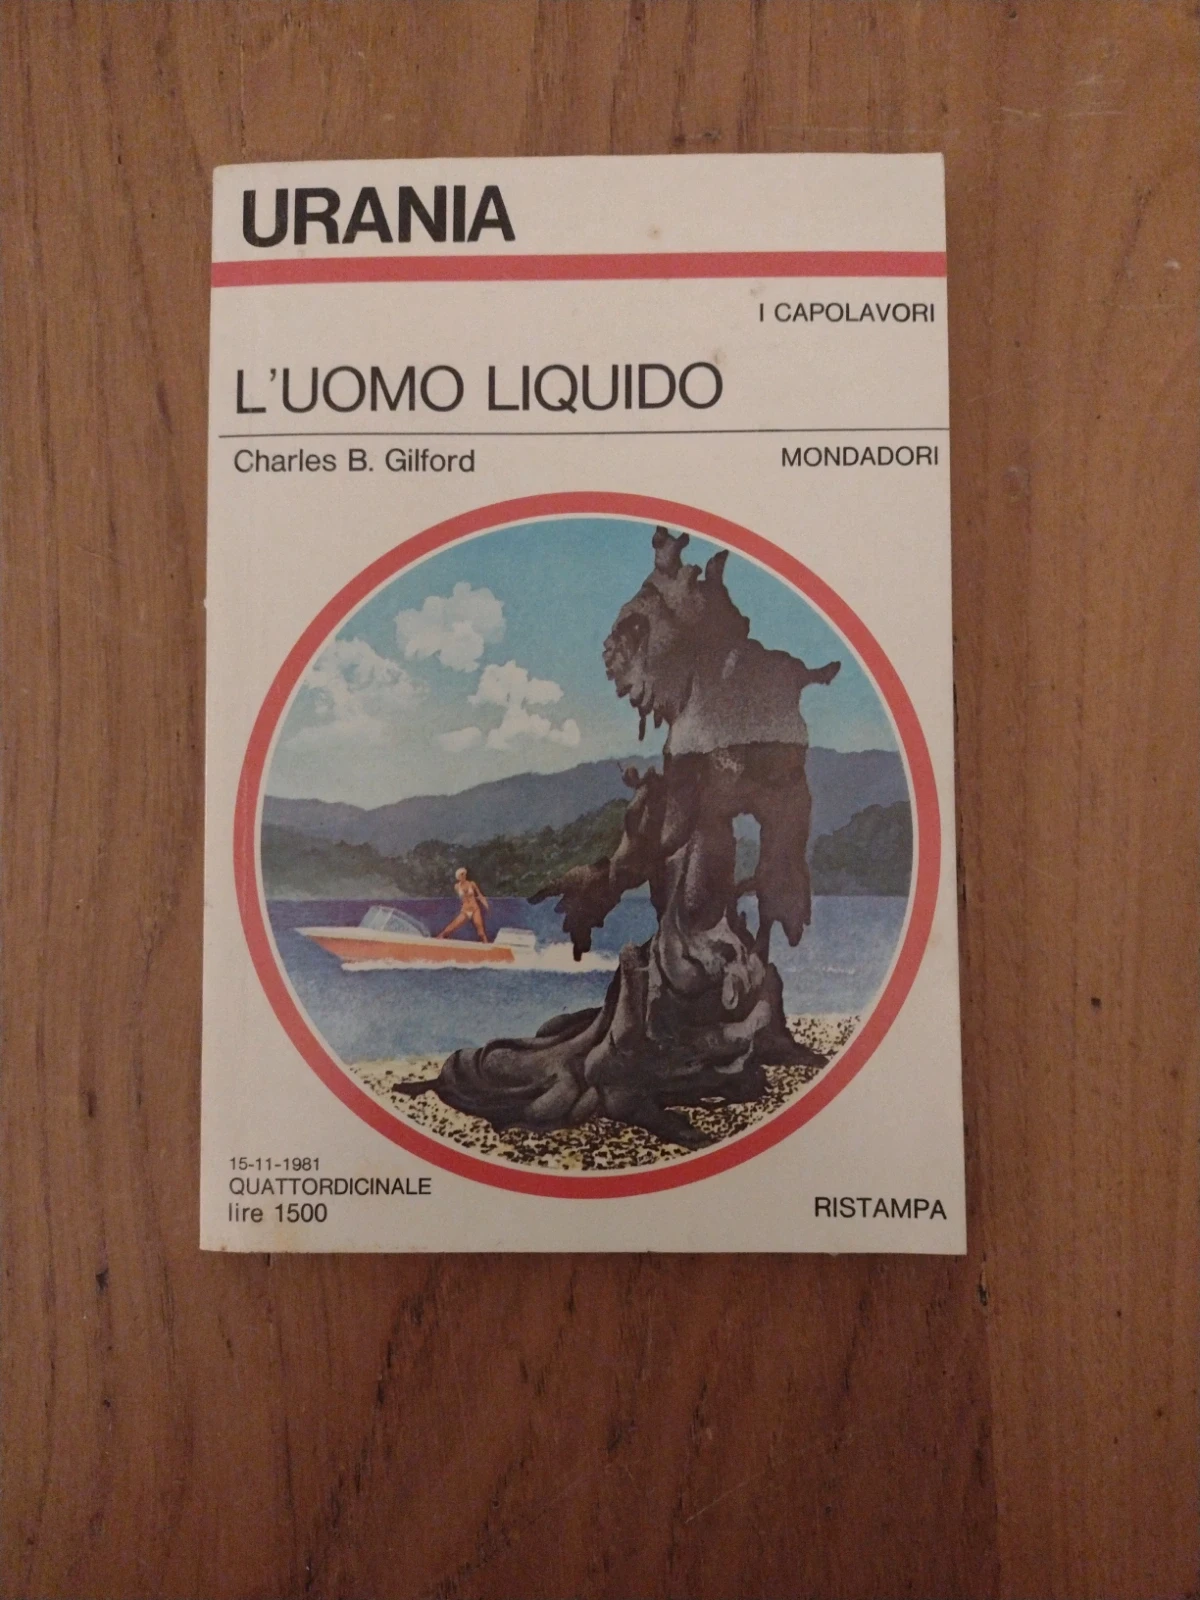 URANIA
I CAPOLAVORI
L'UOMO LIQUIDO
Charles B. Gilford
MONDADORI
15-11-1981
QUATTORDICINALE
lire 1500
RISTAMPA